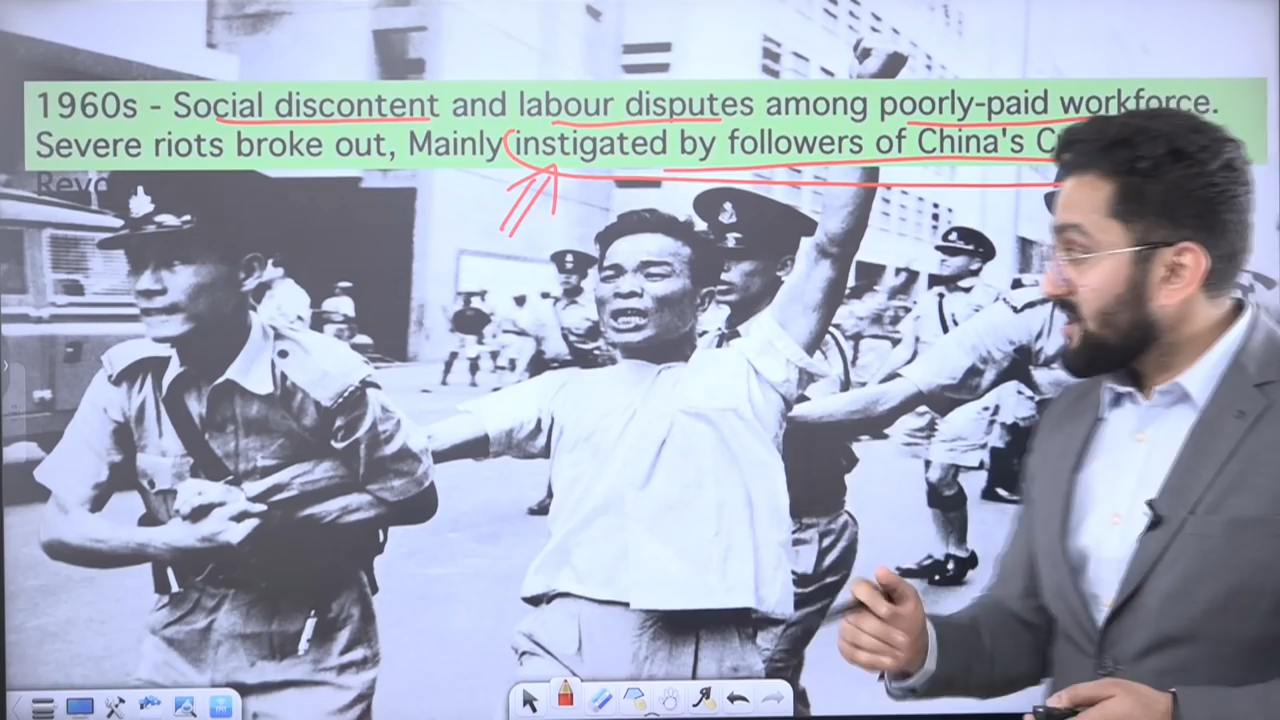 1960s - Social discontent and labour disputes among poorly-paid workforce.
Severe riots broke out, Mainly instigated by followers of China's